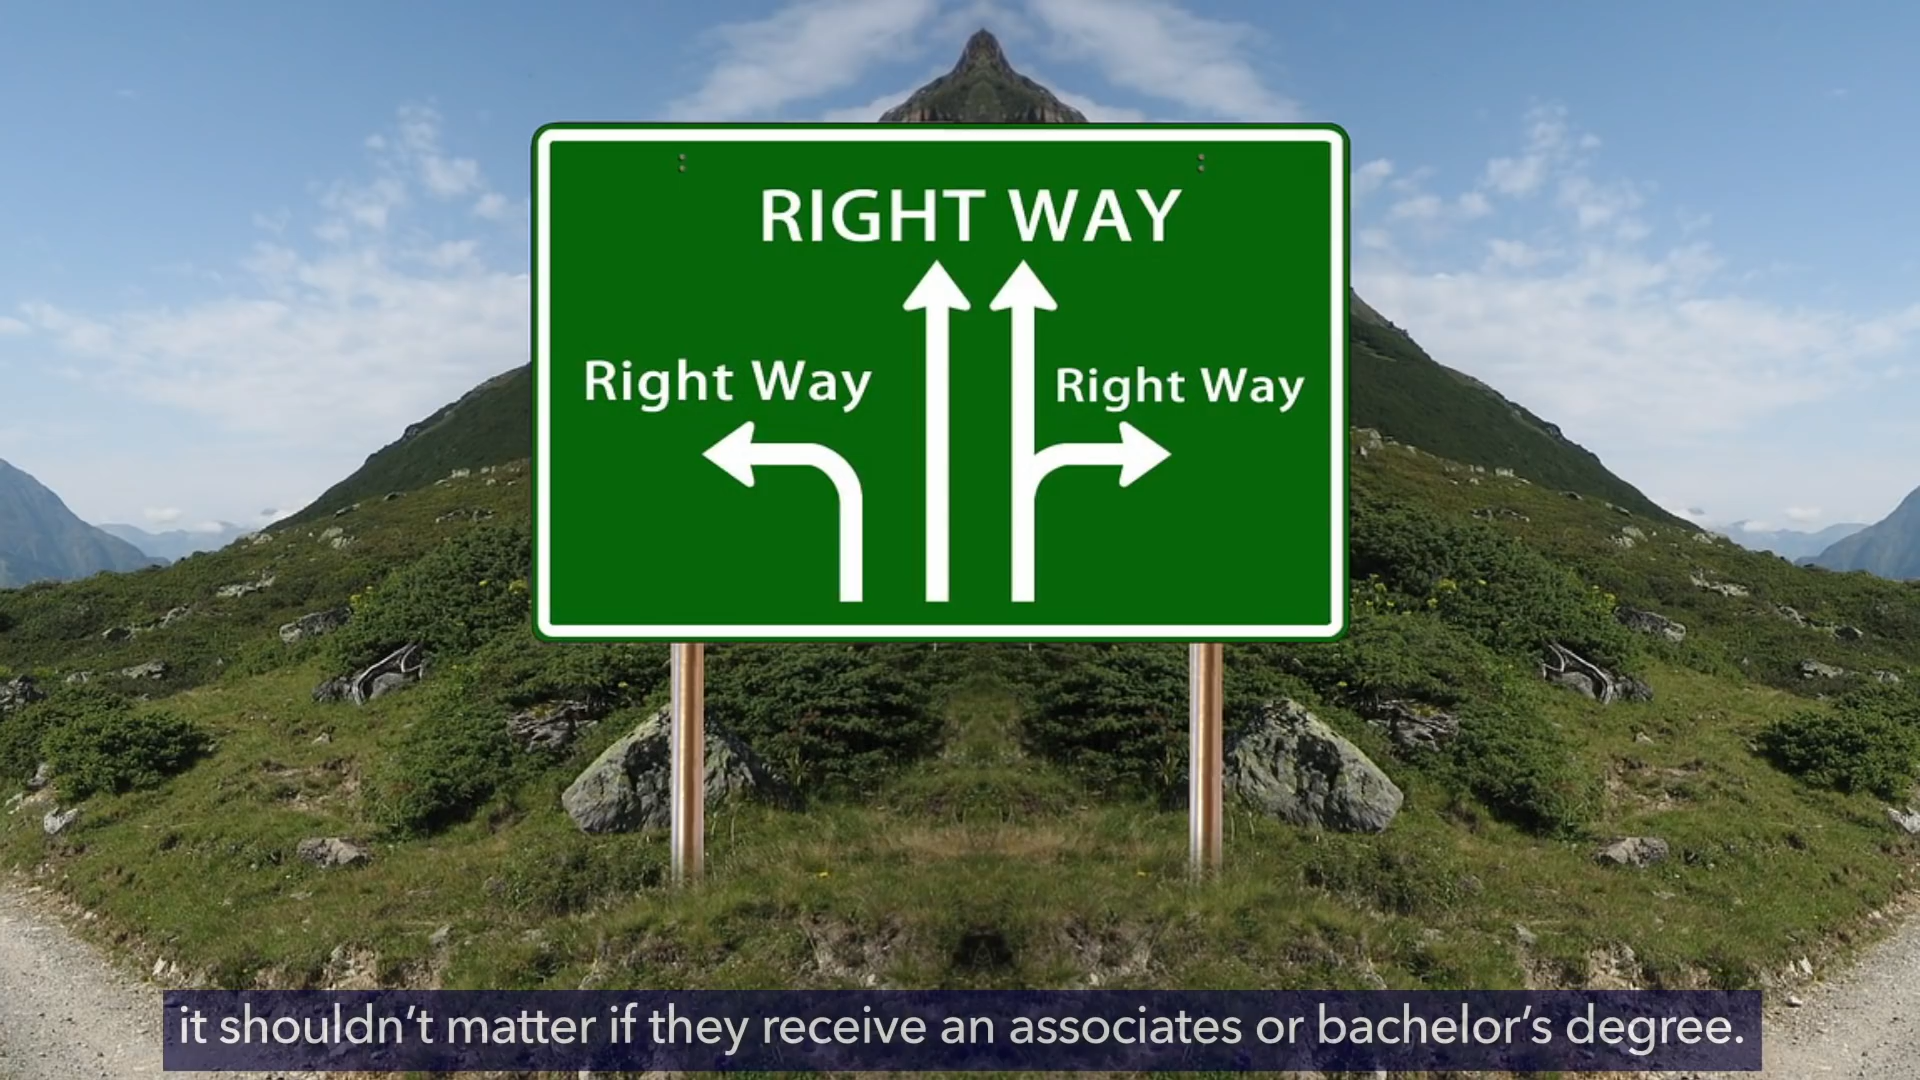 RIGHT WAY
Right Way
Right Way
it shouldn't matter if they receive an associates or bachelor's degree.